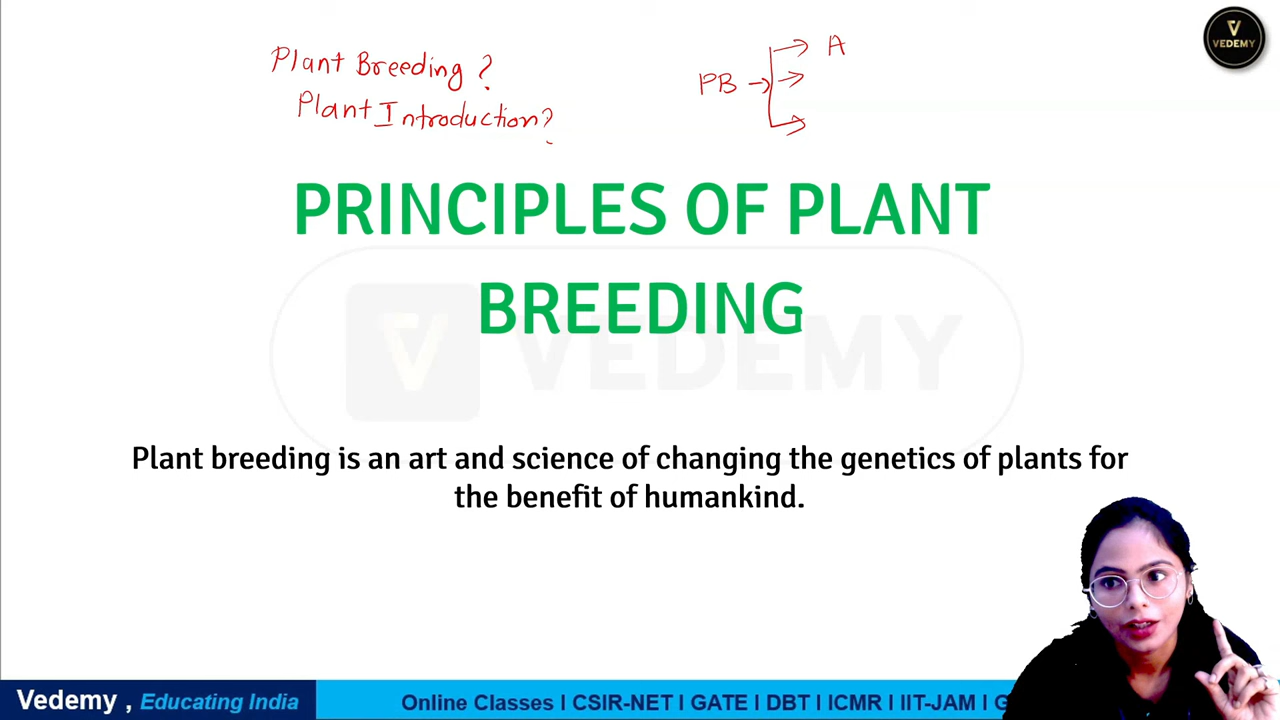 Plant Breeding?
Plant Introduction?
PB → → A
VEDEMY
PRINCIPLES OF PLANT
BREEDING
VEDEMY
Plant breeding is an art and science of changing the genetics of plants for
the benefit of humankind.
Vedemy , Educating India
Online Classes I CSIR-NET I GATE I DBT I ICMR I IIT-JAM I G